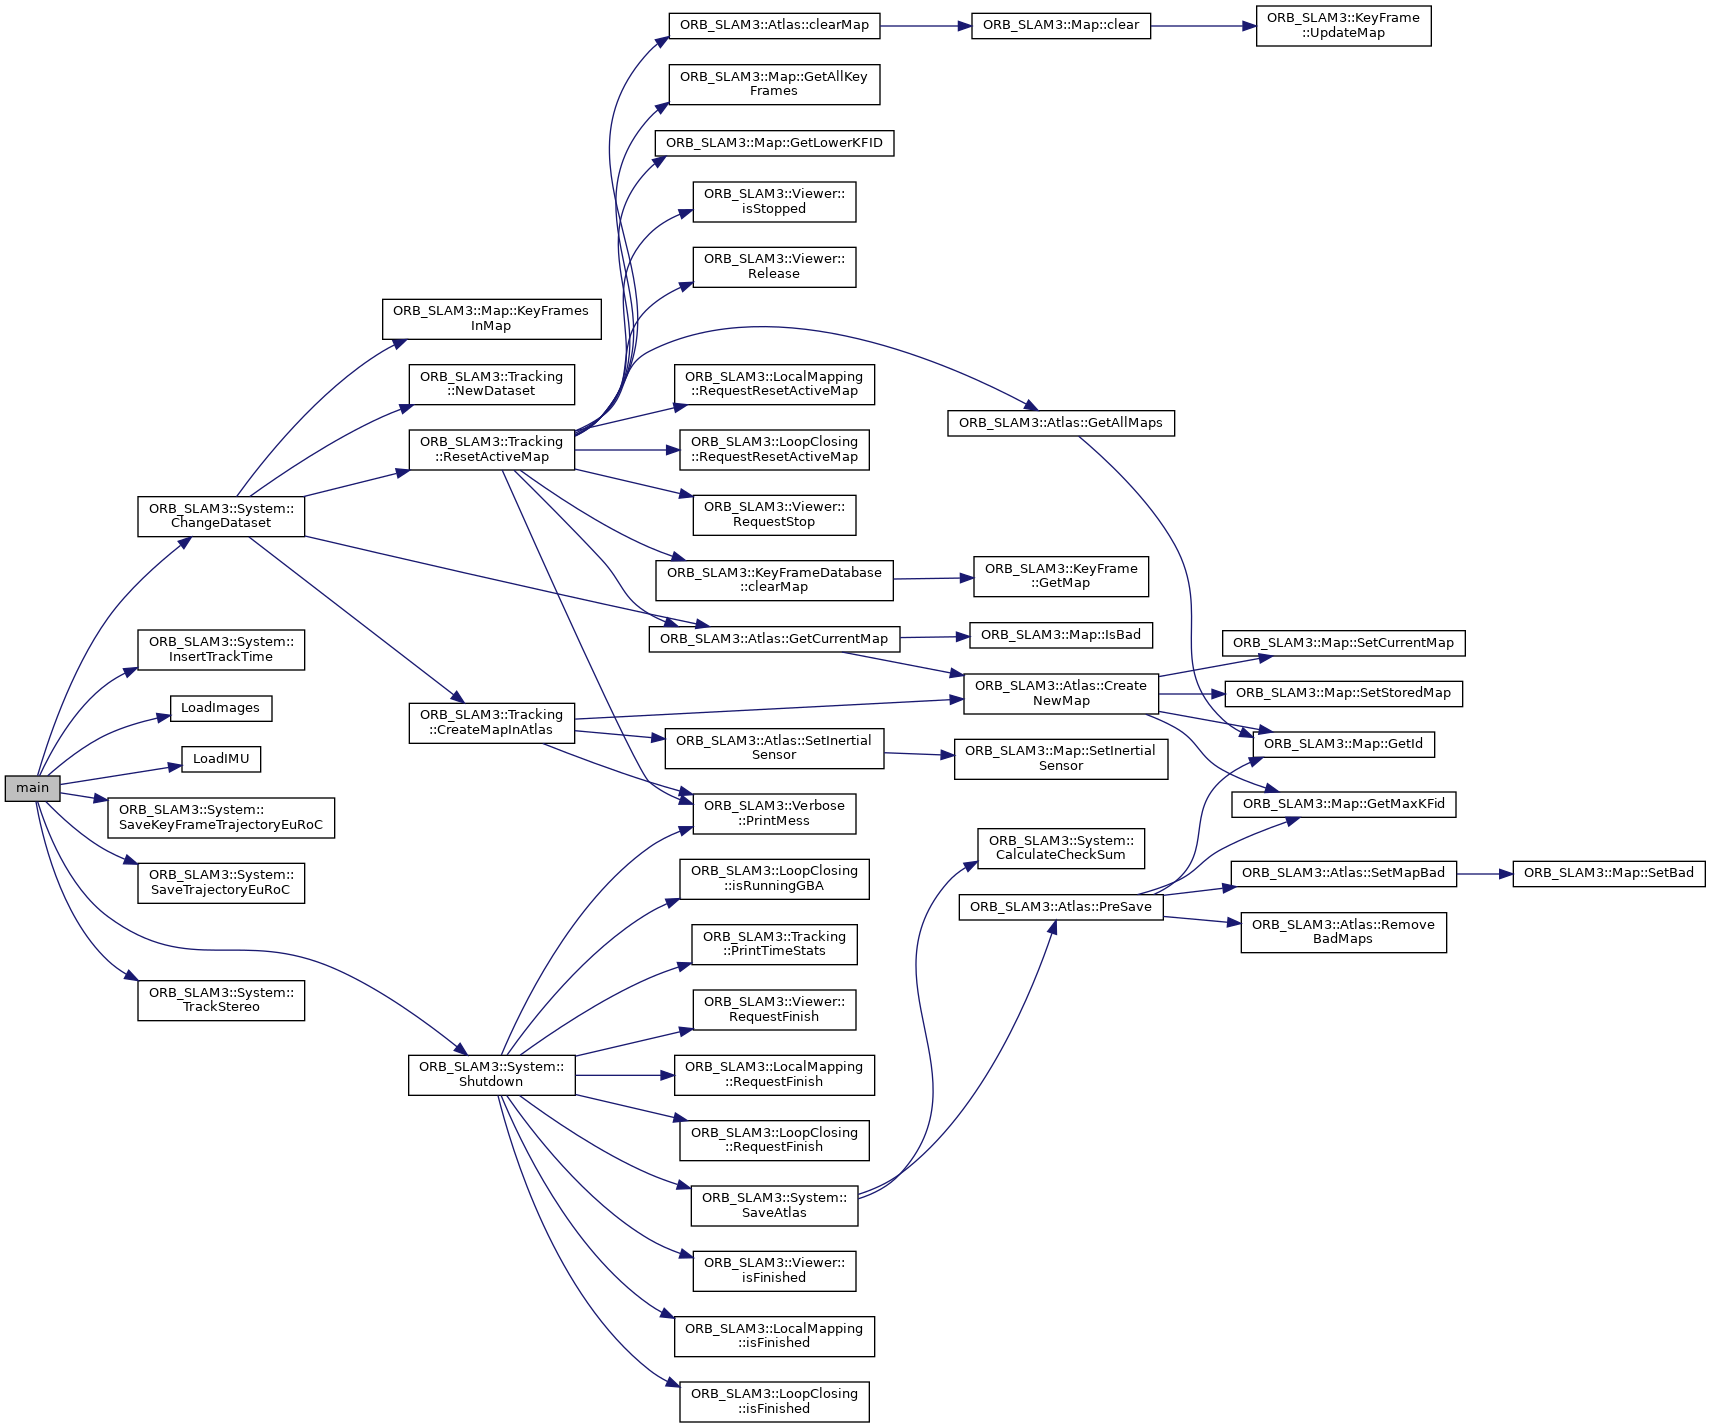 ORB_SLAM3::Atlas::clearMap
ORB_SLAM3::Map::clear
ORB_SLAM3::KeyFrame
::UpdateMap
ORB_SLAM3::Map::GetAllKey
Frames
ORB_SLAM3::Map::GetLowerKFID
ORB_SLAM3::Viewer::
isStopped
ORB_SLAM3::Viewer::
Release
ORB_SLAM3::Map::KeyFrames
InMap
ORB_SLAM3::Tracking
::NewDataset
ORB_SLAM3::LocalMapping
::RequestResetActiveMap
ORB_SLAM3::Atlas::GetAllMaps
ORB_SLAM3::Tracking
::ResetActiveMap
ORB_SLAM3::LoopClosing
::RequestResetActiveMap
ORB_SLAM3::System::
ChangeDataset
ORB_SLAM3::Viewer::
RequestStop
ORB_SLAM3::KeyFrameDatabase
::clearMap
ORB_SLAM3::KeyFrame
::GetMap
ORB_SLAM3::Atlas::GetCurrentMap
ORB_SLAM3::Map::IsBad
ORB_SLAM3::Map::SetCurrentMap
ORB_SLAM3::System::
InsertTrackTime
ORB_SLAM3::Atlas::Create
NewMap
ORB_SLAM3::Map::SetStoredMap
LoadImages
ORB_SLAM3::Tracking
::CreateMapInAtlas
ORB_SLAM3::Atlas::SetInertial
Sensor
ORB_SLAM3::Map::SetInertial
Sensor
ORB_SLAM3::Map::GetId
LoadIMU
main
ORB_SLAM3::System::
SaveKeyFrameTrajectoryEuRoC
ORB_SLAM3::Verbose
::PrintMess
ORB_SLAM3::Map::GetMaxKFid
ORB_SLAM3::System::
CalculateCheckSum
ORB_SLAM3::System::
SaveTrajectoryEuRoC
ORB_SLAM3::LoopClosing
::isRunningGBA
ORB_SLAM3::Atlas::SetMapBad
ORB_SLAM3::Map::SetBad
ORB_SLAM3::Atlas::PreSave
ORB_SLAM3::Atlas::Remove
BadMaps
ORB_SLAM3::Tracking
::PrintTimeStats
ORB_SLAM3::System::
TrackStereo
ORB_SLAM3::Viewer::
RequestFinish
ORB_SLAM3::System::
Shutdown
ORB_SLAM3::LocalMapping
::RequestFinish
ORB_SLAM3::LoopClosing
::RequestFinish
ORB_SLAM3::System::
SaveAtlas
ORB_SLAM3::Viewer::
isFinished
ORB_SLAM3::LocalMapping
::isFinished
ORB_SLAM3::LoopClosing
::isFinished